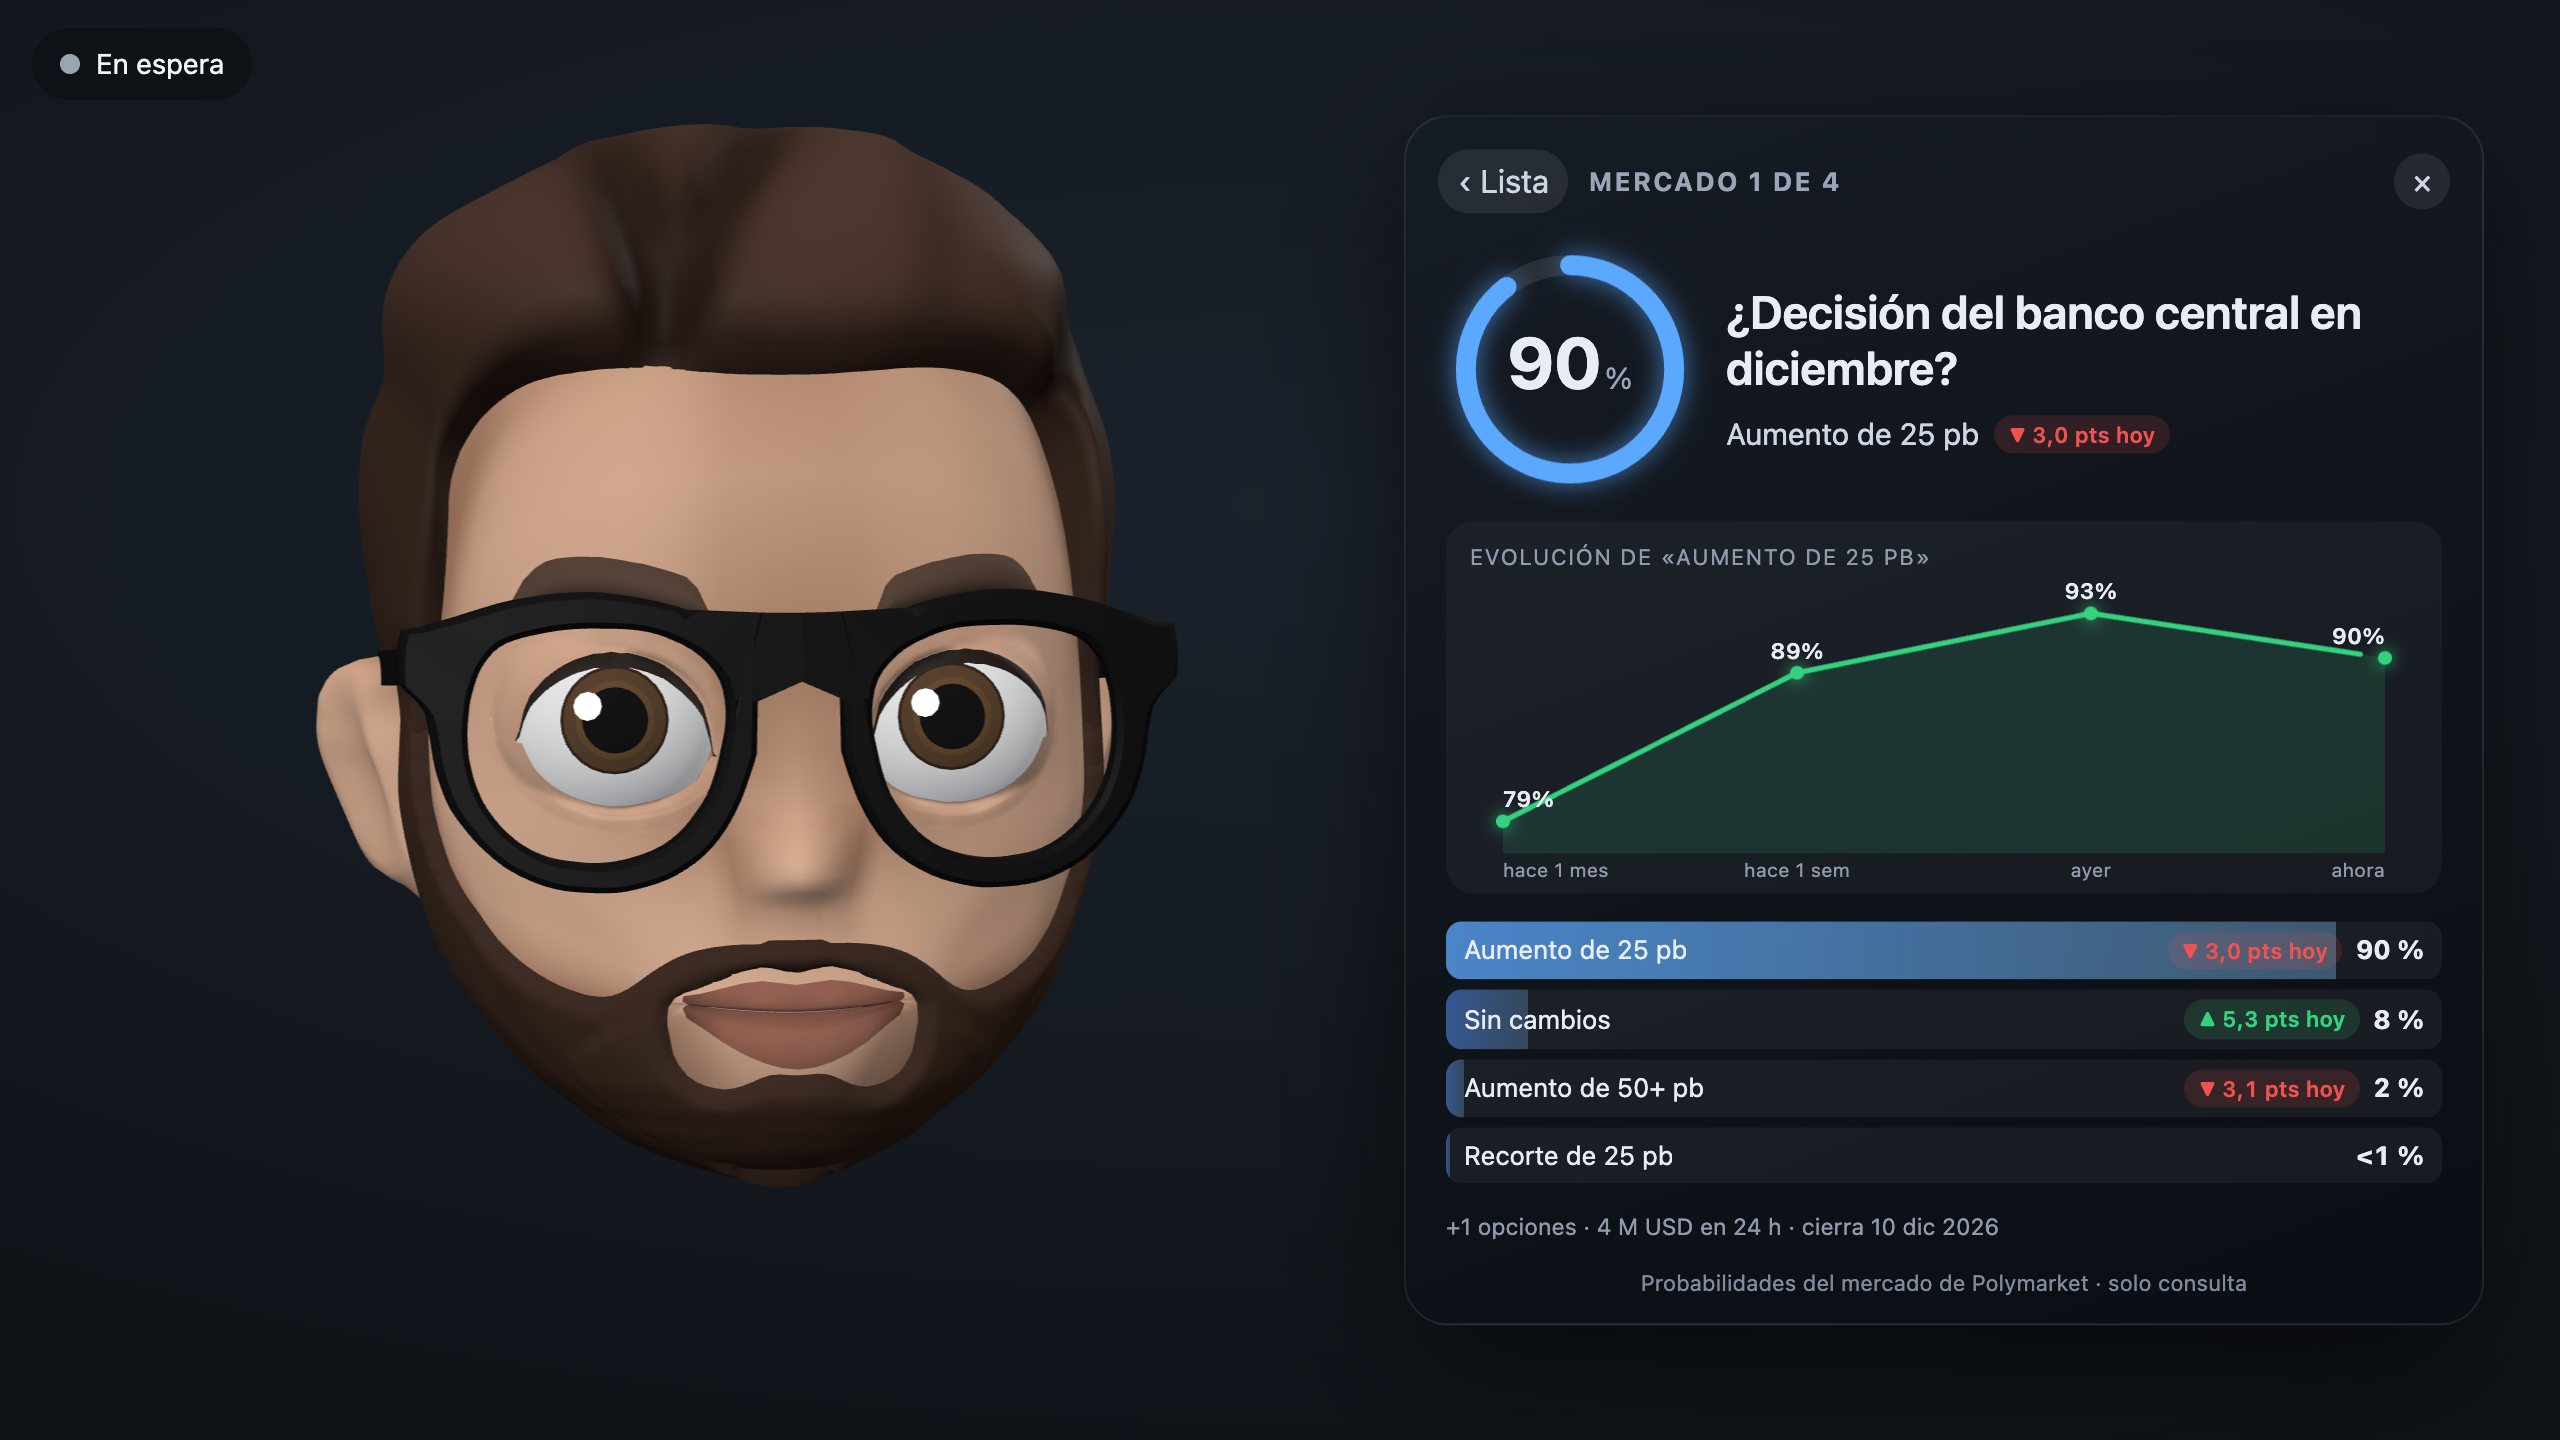 En espera
‹ Lista
MERCADO 1 DE 4
×
90 %
¿Decisión del banco central en
diciembre?
Aumento de 25 pb ▼ 3,0 pts hoy
EVOLUCIÓN DE «AUMENTO DE 25 PB»
79%
89%
93%
90%
hace 1 mes
hace 1 sem
ayer
ahora
Aumento de 25 pb ▼ 3,0 pts hoy 90 %
Sin cambios ▲ 5,3 pts hoy 8 %
Aumento de 50+ pb ▼ 3,1 pts hoy 2 %
Recorte de 25 pb <1 %
+1 opciones · 4 M USD en 24 h · cierra 10 dic 2026
Probabilidades del mercado de Polymarket · solo consulta